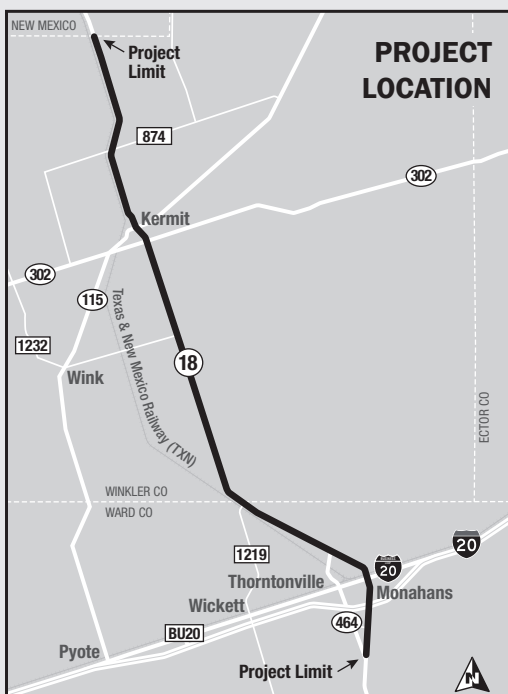 NEW MEXICO
Project
Limit
PROJECT
LOCATION
874
302
Kermit
302
115
1232
Texas & New Mexico Railway (TXN)
18
Wink
ECTOR CO
WINKLER CO
WARD CO
1219
20
20
Thorntonville
Monahans
Wickett
464
BU20
Pyote
Project Limit
N